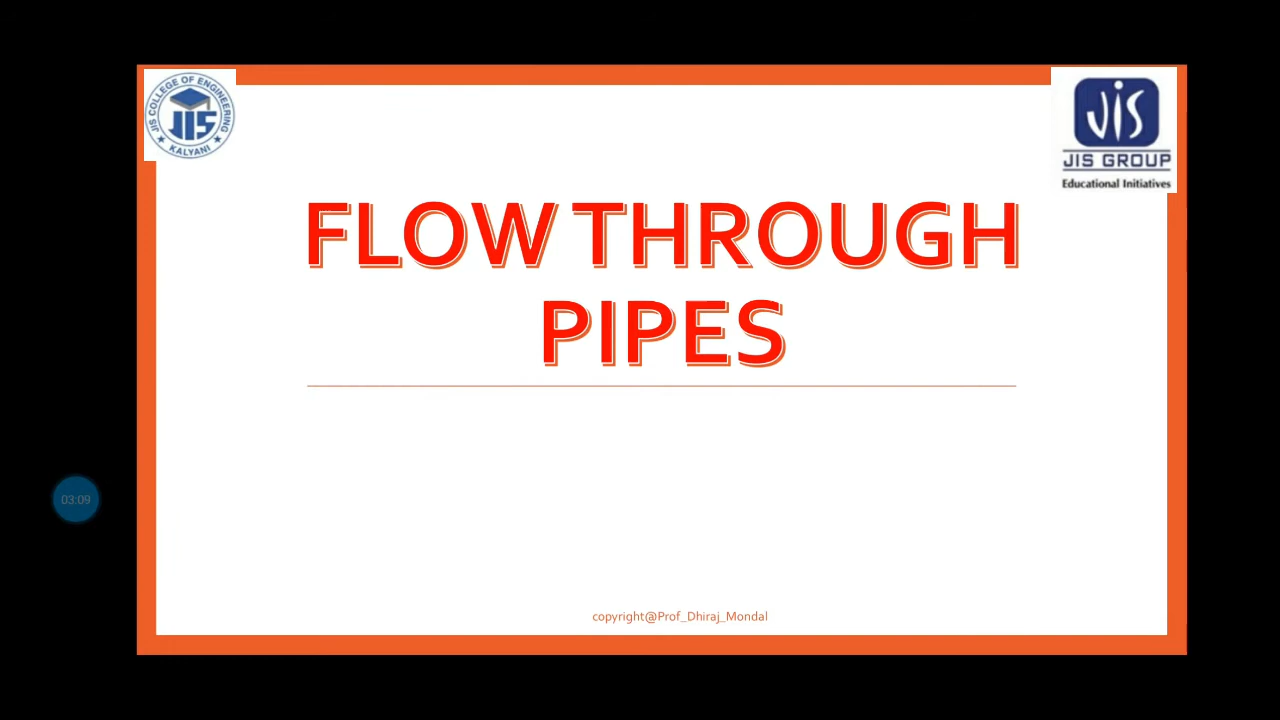 JIS COLLEGE OF ENGINEERING
JIS
★ KALYANI ★
JIS
JIS GROUP
Educational Initiatives
FLOW THROUGH
PIPES
03:09
copyright@Prof_Dhiraj_Mondal